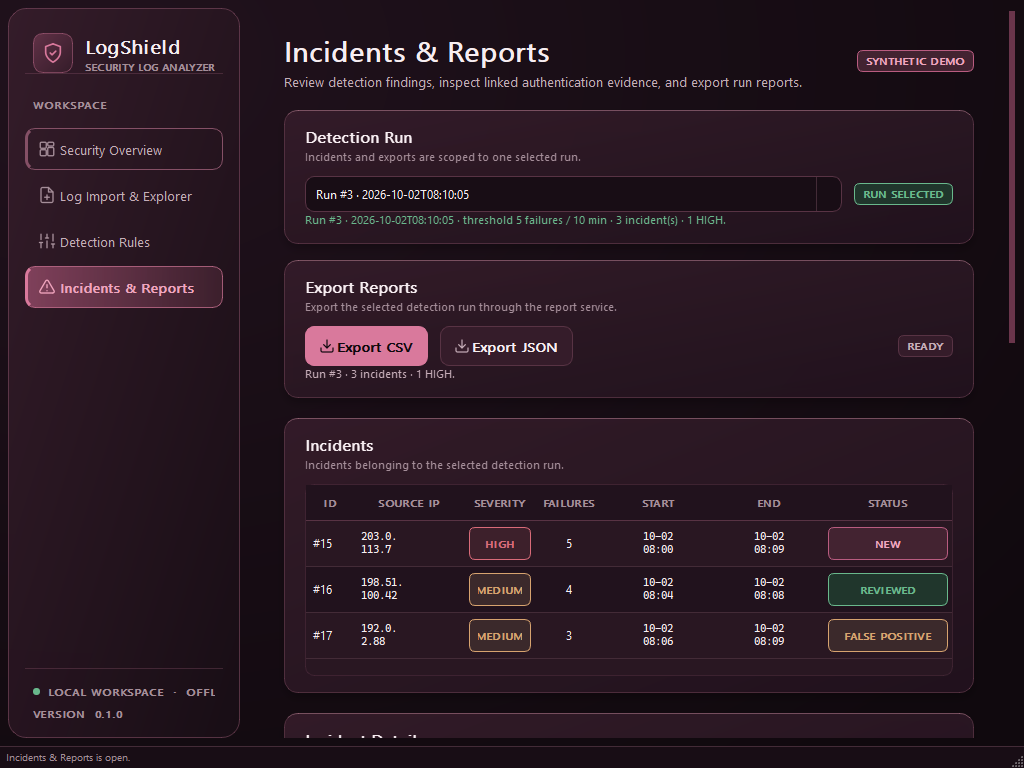 LogShield
SECURITY LOG ANALYZER
WORKSPACE
Security Overview
Log Import & Explorer
Detection Rules
Incidents & Reports
LOCAL WORKSPACE · OFFL
VERSION 0.1.0
Incidents & Reports
SYNTHETIC DEMO
Review detection findings, inspect linked authentication evidence, and export run reports.
Detection Run
Incidents and exports are scoped to one selected run.
Run #3 · 2026-10-02T08:10:05
RUN SELECTED
Run #3 · 2026-10-02T08:10:05 · threshold 5 failures / 10 min · 3 incident(s) · 1 HIGH.
Export Reports
Export the selected detection run through the report service.
Export CSV
Export JSON
READY
Run #3 · 3 incidents · 1 HIGH.
Incidents
Incidents belonging to the selected detection run.
ID SOURCE IP SEVERITY FAILURES START END STATUS
#15 203.0.113.7 HIGH 5 10-02 08:00 10-02 08:09 NEW
#16 198.51.100.42 MEDIUM 4 10-02 08:04 10-02 08:08 REVIEWED
#17 192.0.2.88 MEDIUM 3 10-02 08:06 10-02 08:09 FALSE POSITIVE
Incidents & Reports is open.